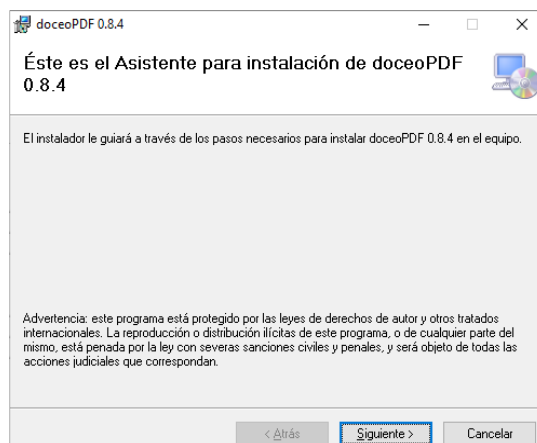 doceoPDF 0.8.4
Éste es el Asistente para instalación de doceoPDF
0.8.4
El instalador le guiará a través de los pasos necesarios para instalar doceoPDF 0.8.4 en el equipo.
Advertencia: este programa está protegido por las leyes de derechos de autor y otros tratados
internacionales. La reproducción o distribución ilícitas de este programa, o de cualquier parte del
mismo, está penada por la ley con severas sanciones civiles y penales, y será objeto de todas las
acciones judiciales que correspondan.
< Atrás Siguiente > Cancelar